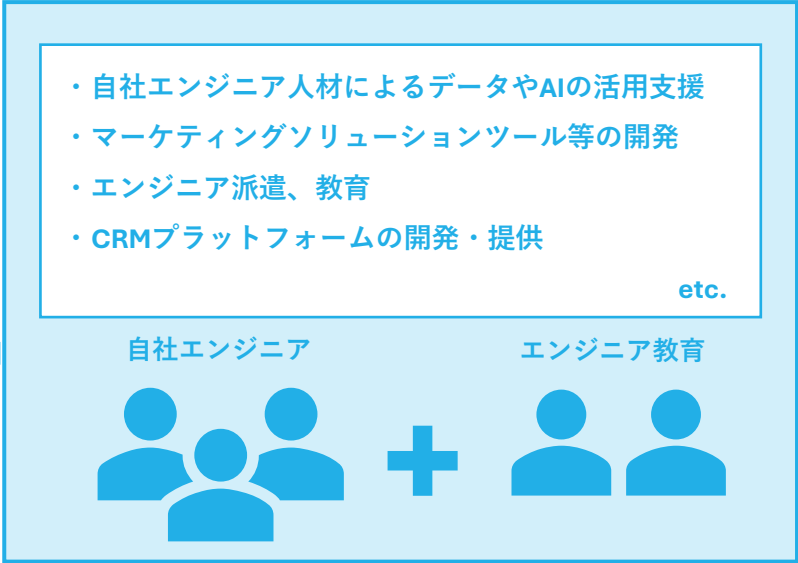 ・自社エンジニア人材によるデータやAIの活用支援
・マーケティングソリューションツール等の開発
・エンジニア派遣、教育
・CRMプラットフォームの開発・提供
etc.
自社エンジニア
エンジニア教育